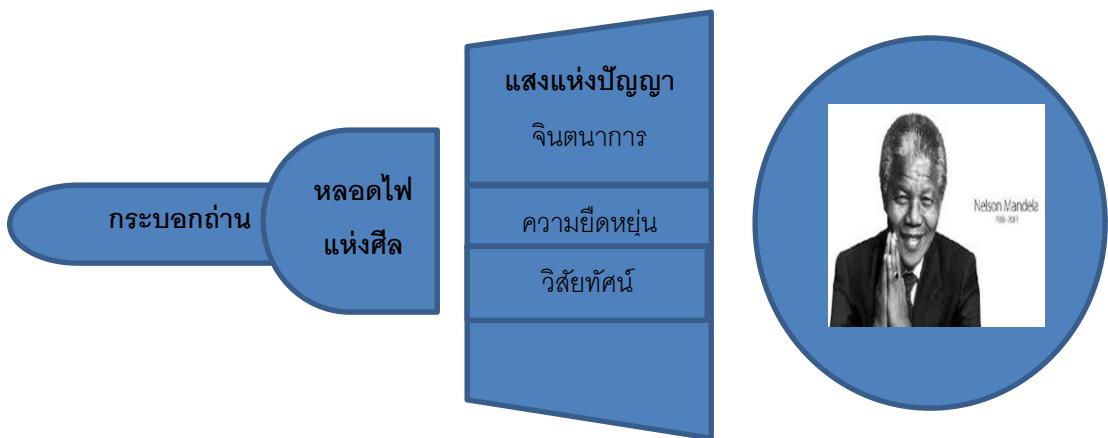 กระบอกถ่าน
หลอดไฟ
แห่งศีล
แสงแห่งปัญญา
จินตนาการ
ความยืดหยุ่น
วิสัยทัศน์
Nelson Mandela